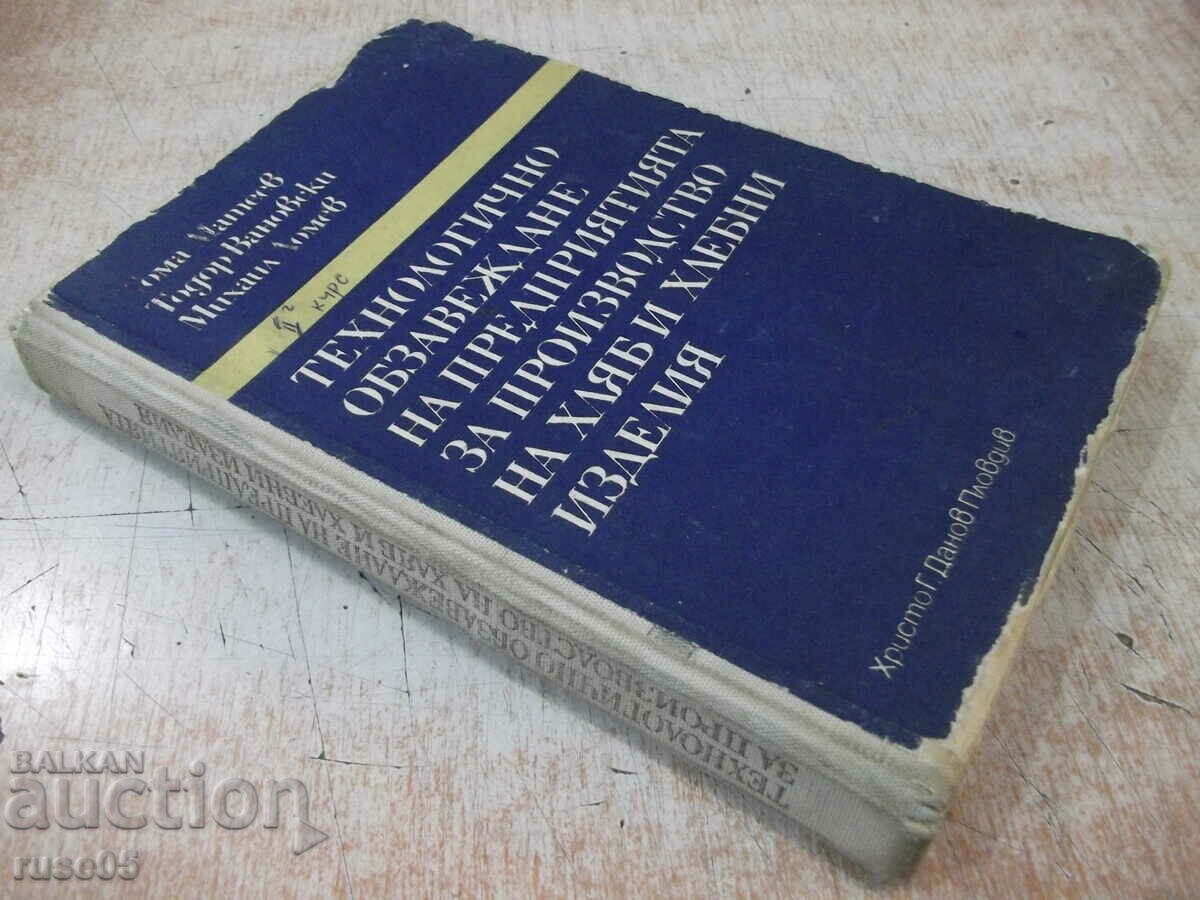 Тома Матеев
Тодор Вановски
Михаил Ломев
II г
курс
ТЕХНОЛОГИЧНО
ОБЗАВЕЖДАНЕ
НА ПРЕДПРИЯТИЯТА
ЗА ПРОИЗВОДСТВО
НА ХЛЯБ И ХЛЕБНИ
ИЗДЕЛИЯ
Христо Г. Данов Пловдив
ТЕХНОЛОГИЧНО ОБЗАВЕЖДАНЕ НА ПРЕДПРИЯТИЯТА
ЗА ПРОИЗВОДСТВО НА ХЛЯБ И ХЛЕБНИ ИЗДЕЛИЯ
BALKAN
auction
ruse05